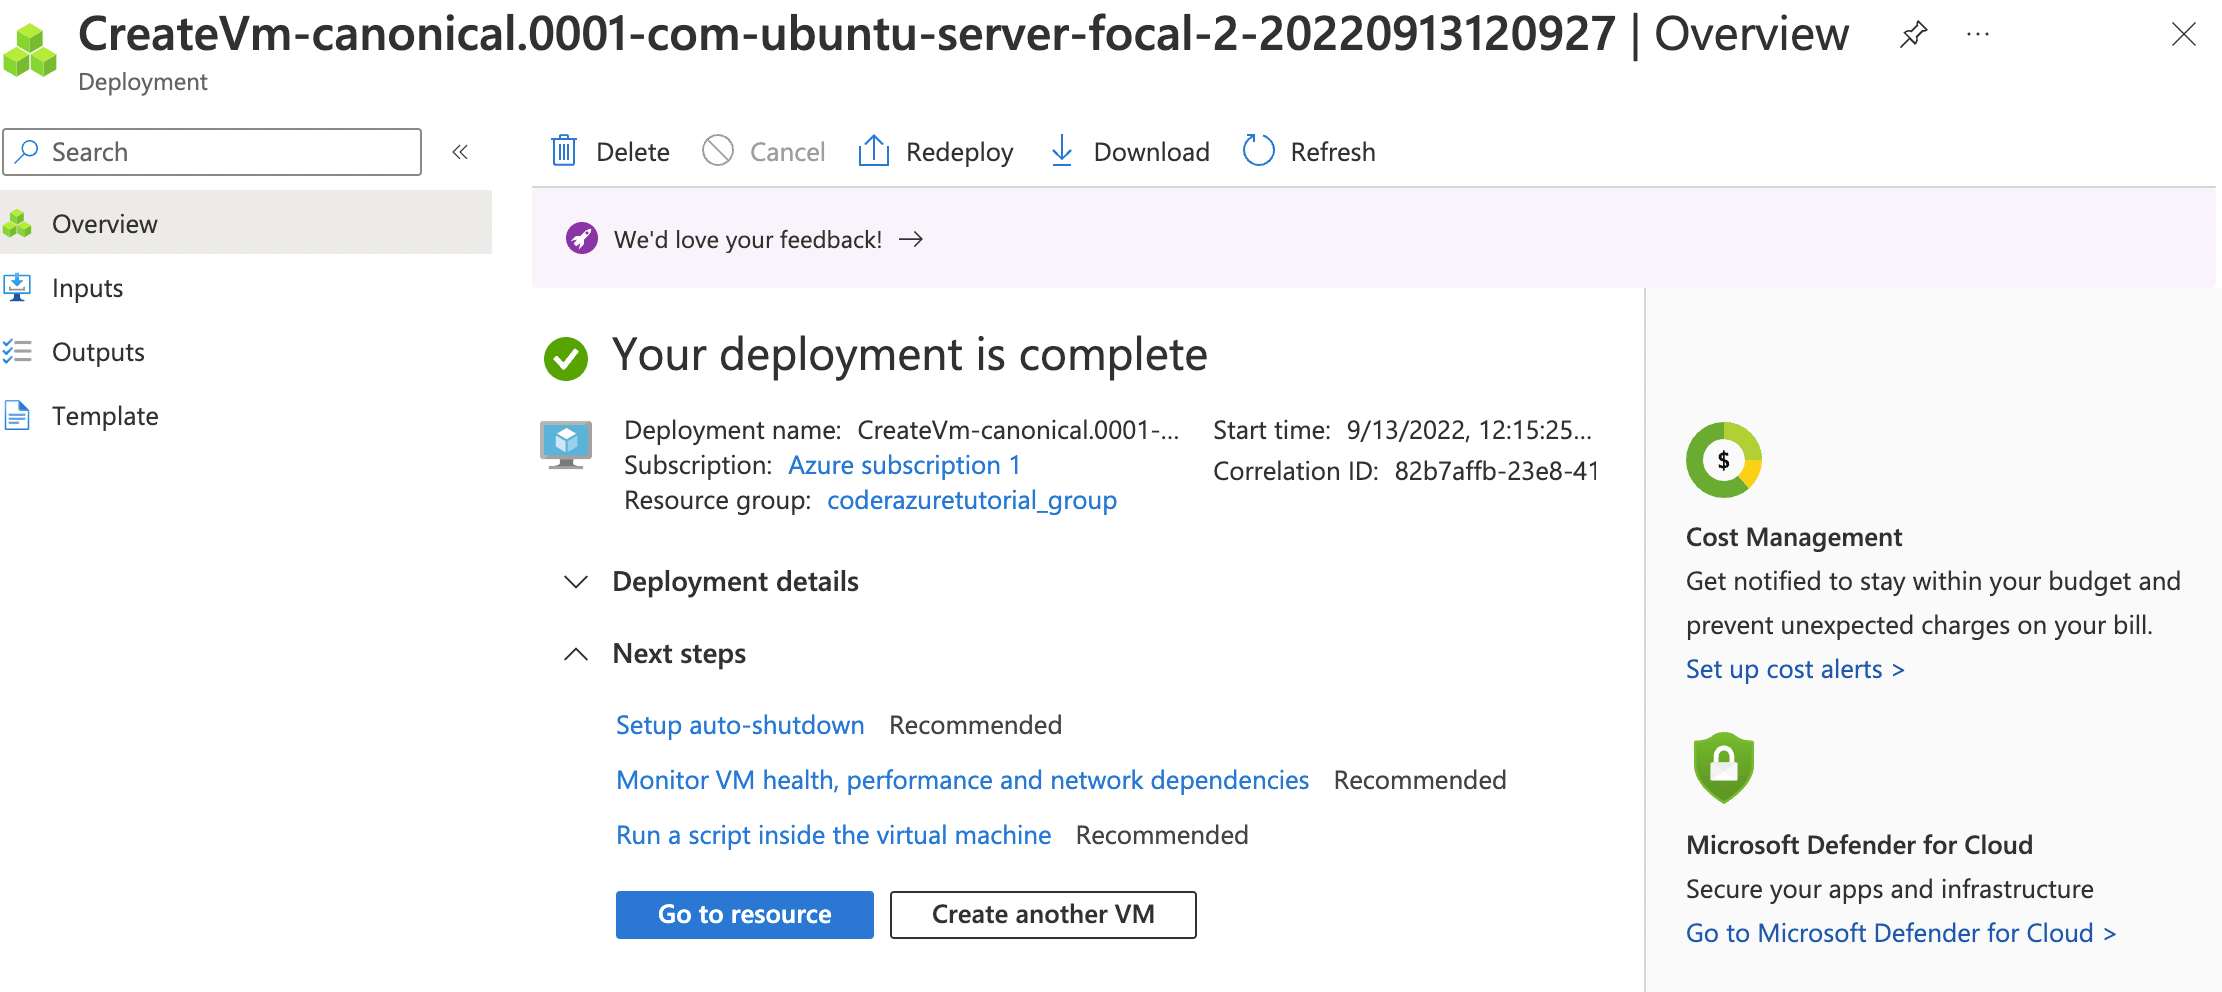 CreateVm-canonical.0001-com-ubuntu-server-focal-2-20220913120927 | Overview
Deployment
Search
Overview
Inputs
Outputs
Template
Delete
Cancel
Redeploy
Download
Refresh
We'd love your feedback!
Your deployment is complete
Deployment name: CreateVm-canonical.0001-...
Subscription: Azure subscription 1
Resource group: coderazuretutorial_group
Start time: 9/13/2022, 12:15:25...
Correlation ID: 82b7affb-23e8-41
Deployment details
Next steps
Setup auto-shutdown Recommended
Monitor VM health, performance and network dependencies Recommended
Run a script inside the virtual machine Recommended
Go to resource
Create another VM
$
Cost Management
Get notified to stay within your budget and
prevent unexpected charges on your bill.
Set up cost alerts >
Microsoft Defender for Cloud
Secure your apps and infrastructure
Go to Microsoft Defender for Cloud >